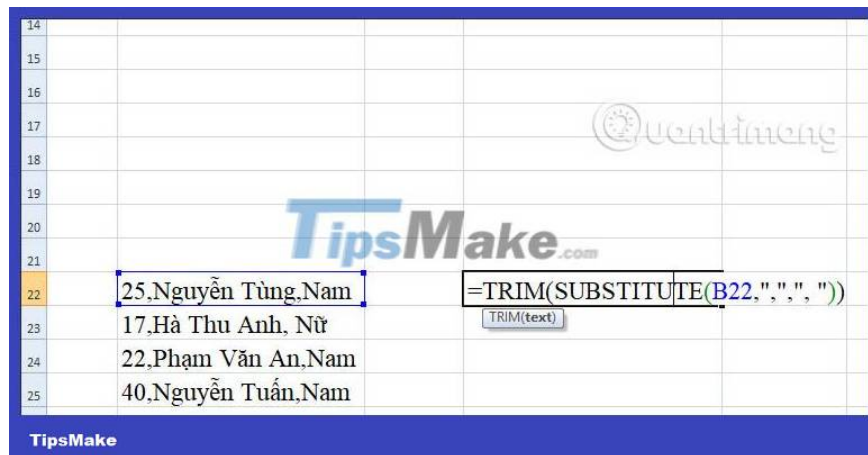 14
15
16
17
Quantrimang
18
19
20
TipsMake.com
21
22 25,Nguyễn Tùng,Nam =TRIM(SUBSTITUTE(B22,",",", "))
TRIM(text)
23 17,Hà Thu Anh, Nữ
24 22,Phạm Văn An,Nam
25 40,Nguyễn Tuấn,Nam
TipsMake